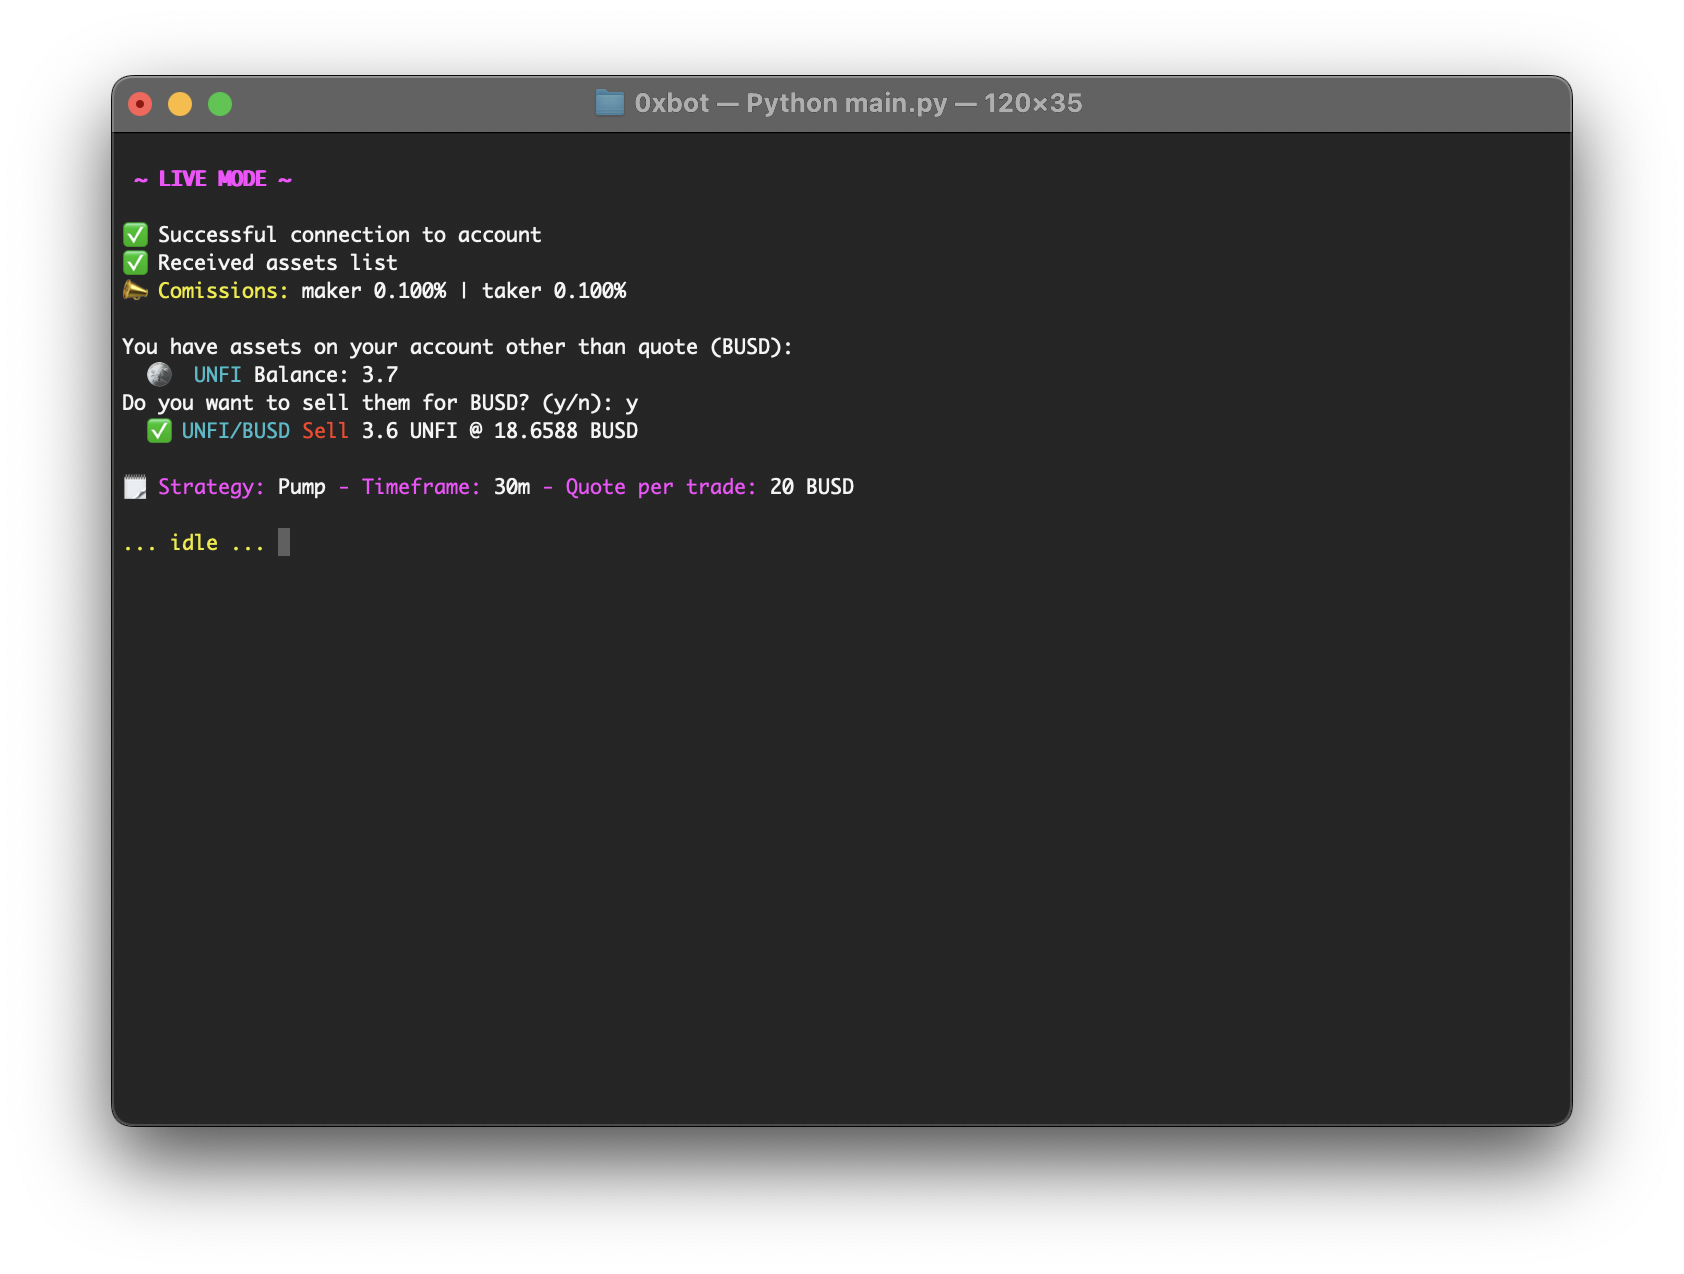 0xbot — Python main.py — 120×35
~ LIVE MODE ~
✅ Successful connection to account
✅ Received assets list
📣 Comissions: maker 0.100% | taker 0.100%
You have assets on your account other than quote (BUSD):
UNFI Balance: 3.7
Do you want to sell them for BUSD? (y/n): y
✅ UNFI/BUSD Sell 3.6 UNFI @ 18.6588 BUSD
Strategy: Pump - Timeframe: 30m - Quote per trade: 20 BUSD
... idle ...